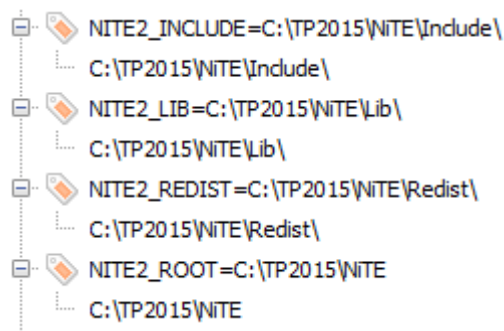 NITE2_INCLUDE=C:\TP2015\NiTE\Include\
C:\TP2015\NiTE\Include\
NITE2_LIB=C:\TP2015\NiTE\Lib\
C:\TP2015\NiTE\Lib\
NITE2_REDIST=C:\TP2015\NiTE\Redist\
C:\TP2015\NiTE\Redist\
NITE2_ROOT=C:\TP2015\NiTE
C:\TP2015\NiTE